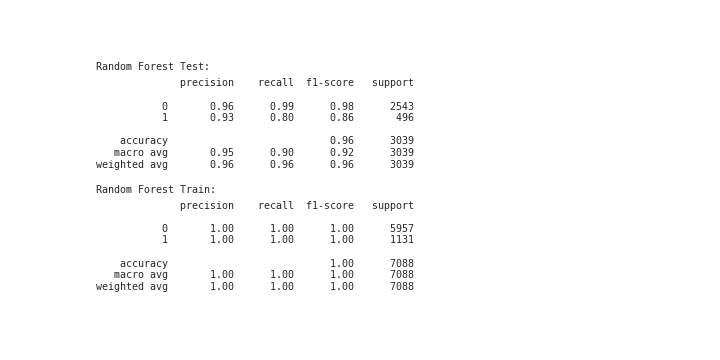 Random Forest Test:
precision recall f1-score support
0 0.96 0.99 0.98 2543
1 0.93 0.80 0.86 496
accuracy 0.96 3039
macro avg 0.95 0.90 0.92 3039
weighted avg 0.96 0.96 0.96 3039
Random Forest Train:
precision recall f1-score support
0 1.00 1.00 1.00 5957
1 1.00 1.00 1.00 1131
accuracy 1.00 7088
macro avg 1.00 1.00 1.00 7088
weighted avg 1.00 1.00 1.00 7088